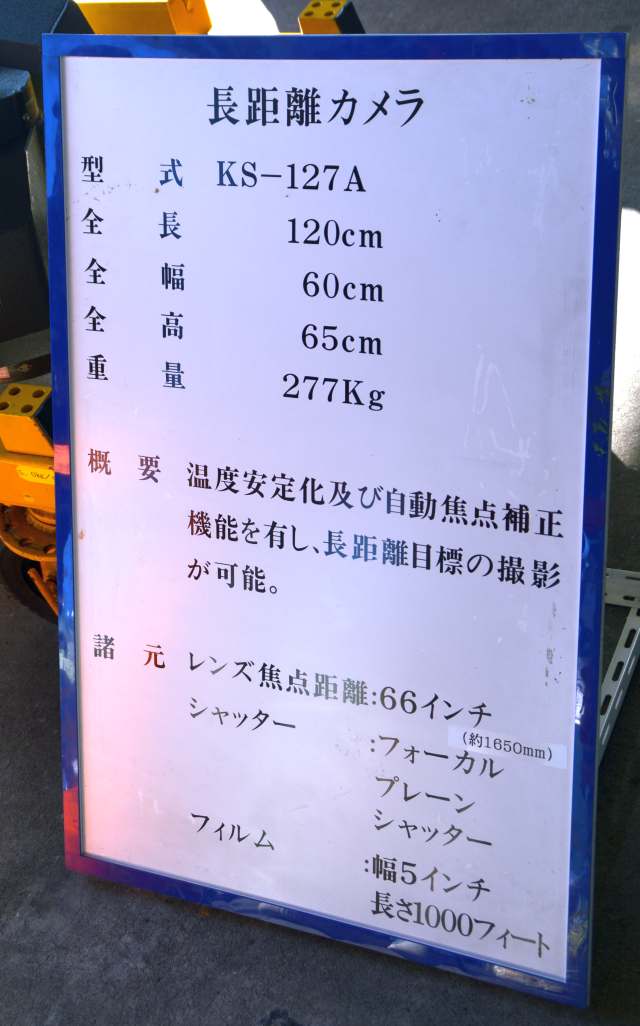 長距離カメラ
型式 KS-127A
全長 120cm
全幅 60cm
全高 65cm
重量 277Kg
概要 温度安定化及び自動焦点補正
機能を有し、長距離目標の撮影
が可能。
諸元 レンズ焦点距離:66インチ
(約1650mm)
シャッター :フォーカル
プレーン
シャッター
フィルム :幅5インチ
長さ1000フィート